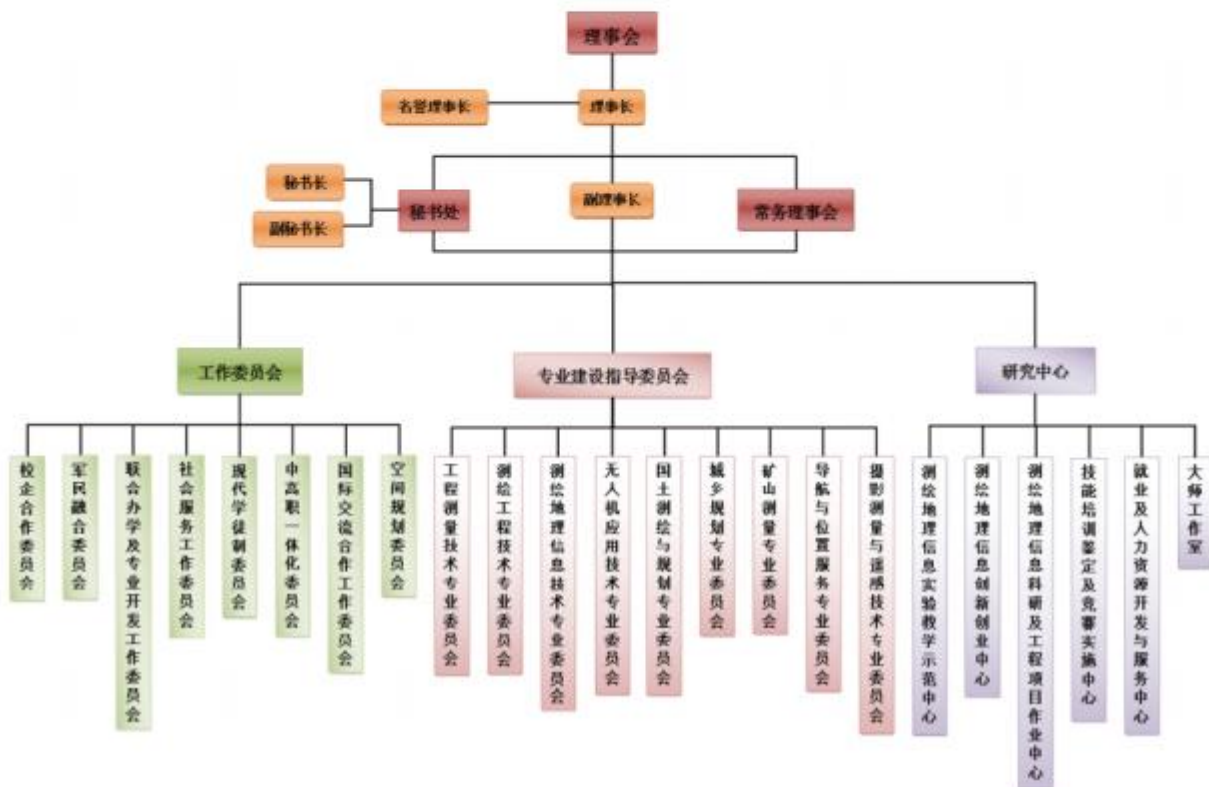 理事会
名誉理事长
理事长
秘书长
副秘书长
秘书处
副理事长
常务理事会
工作委员会
专业建设指导委员会
研究中心
校企合作委员会
军民融合委员会
联合办学及专业开发工作委员会
社会服务工作委员会
现代学徒制委员会
中高职一体化委员会
国际交流合作工作委员会
空间规划委员会
工程测量技术专业委员会
测绘工程技术专业委员会
测绘地理信息技术专业委员会
无人机应用技术专业委员会
国土测绘与规划专业委员会
城乡规划专业委员会
矿山测量专业委员会
导航与位置服务专业委员会
摄影测量与遥感技术专业委员会
测绘地理信息实验教学示范中心
测绘地理信息创新创业中心
测绘地理信息科研及工程项目作业中心
技能培训鉴定及竞赛实施中心
就业及人力资源开发与服务中心
大师工作室